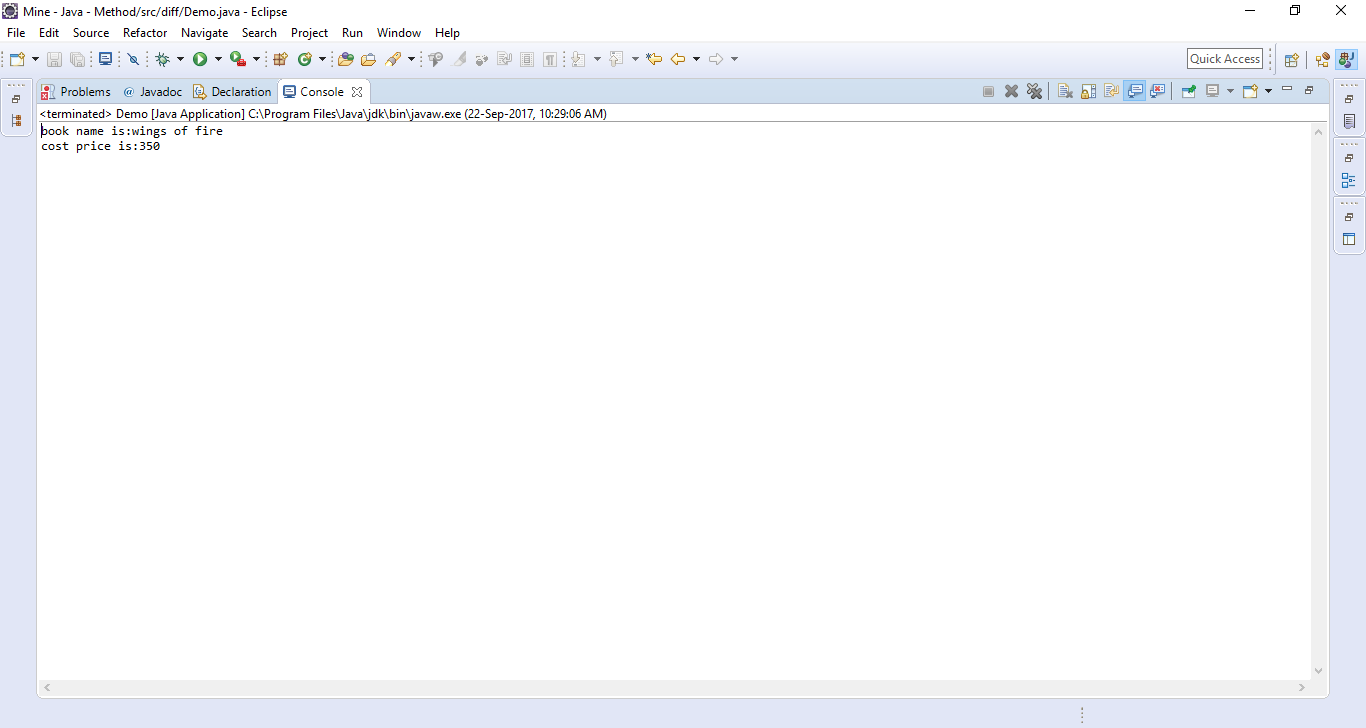 Mine - Java - Method/src/diff/Demo.java - Eclipse
File Edit Source Refactor Navigate Search Project Run Window Help
Quick Access
Problems @ Javadoc Declaration Console
<terminated> Demo [Java Application] C:\Program Files\Java\jdk\bin\javaw.exe (22-Sep-2017, 10:29:06 AM)
book name is:wings of fire
cost price is:350